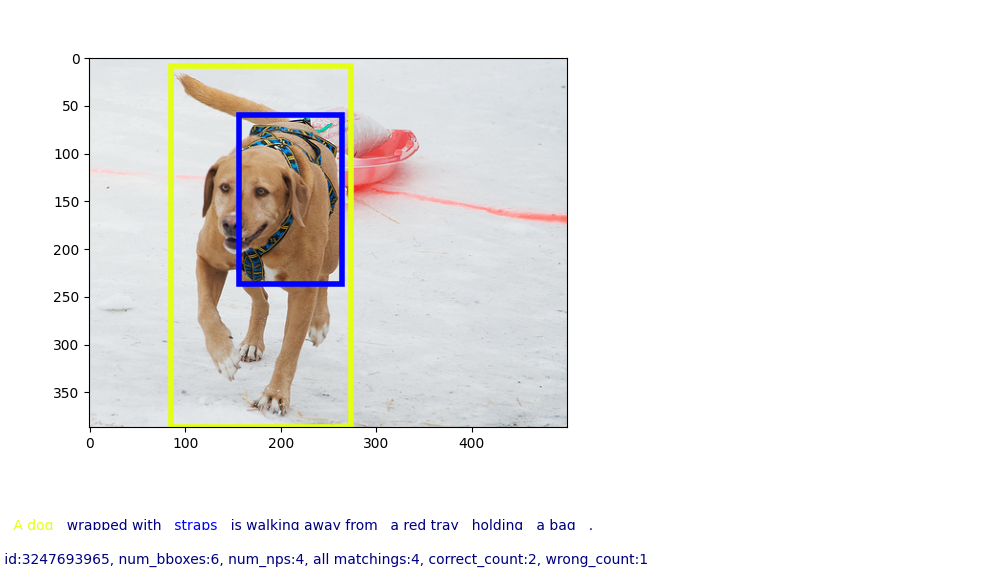 0
50
100
150
200
250
300
350
0 100 200 300 400
A dog wrapped with straps is walking away from a red tray holding a bag .
id:3247693965, num_bboxes:6, num_nps:4, all matchings:4, correct_count:2, wrong_count:1